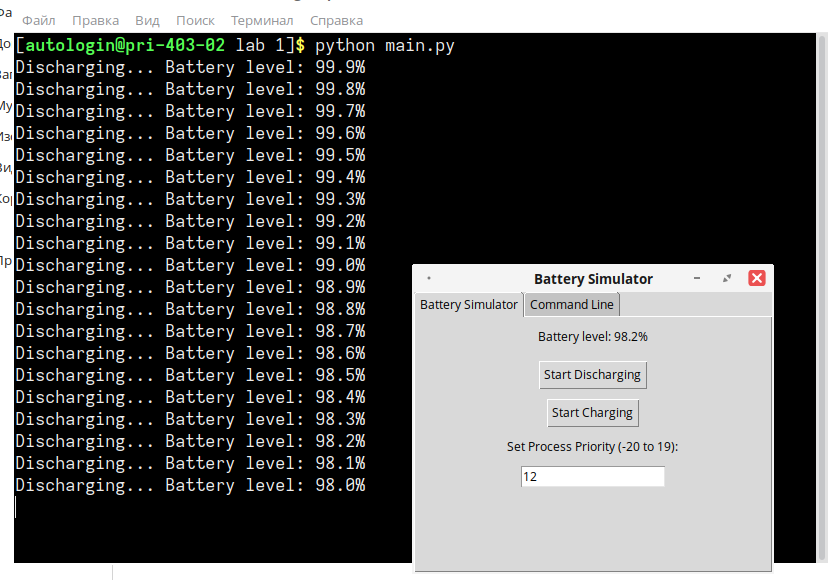 Файл Правка Вид Поиск Терминал Справка
[autologin@pri-403-02 lab 1]$ python main.py
Discharging... Battery level: 99.9%
Discharging... Battery level: 99.8%
Discharging... Battery level: 99.7%
Discharging... Battery level: 99.6%
Discharging... Battery level: 99.5%
Discharging... Battery level: 99.4%
Discharging... Battery level: 99.3%
Discharging... Battery level: 99.2%
Discharging... Battery level: 99.1%
Discharging... Battery level: 99.0%
Discharging... Battery level: 98.9%
Discharging... Battery level: 98.8%
Discharging... Battery level: 98.7%
Discharging... Battery level: 98.6%
Discharging... Battery level: 98.5%
Discharging... Battery level: 98.4%
Discharging... Battery level: 98.3%
Discharging... Battery level: 98.2%
Discharging... Battery level: 98.1%
Discharging... Battery level: 98.0%
Battery Simulator
Battery Simulator Command Line
Battery level: 98.2%
Start Discharging
Start Charging
Set Process Priority (-20 to 19):
12